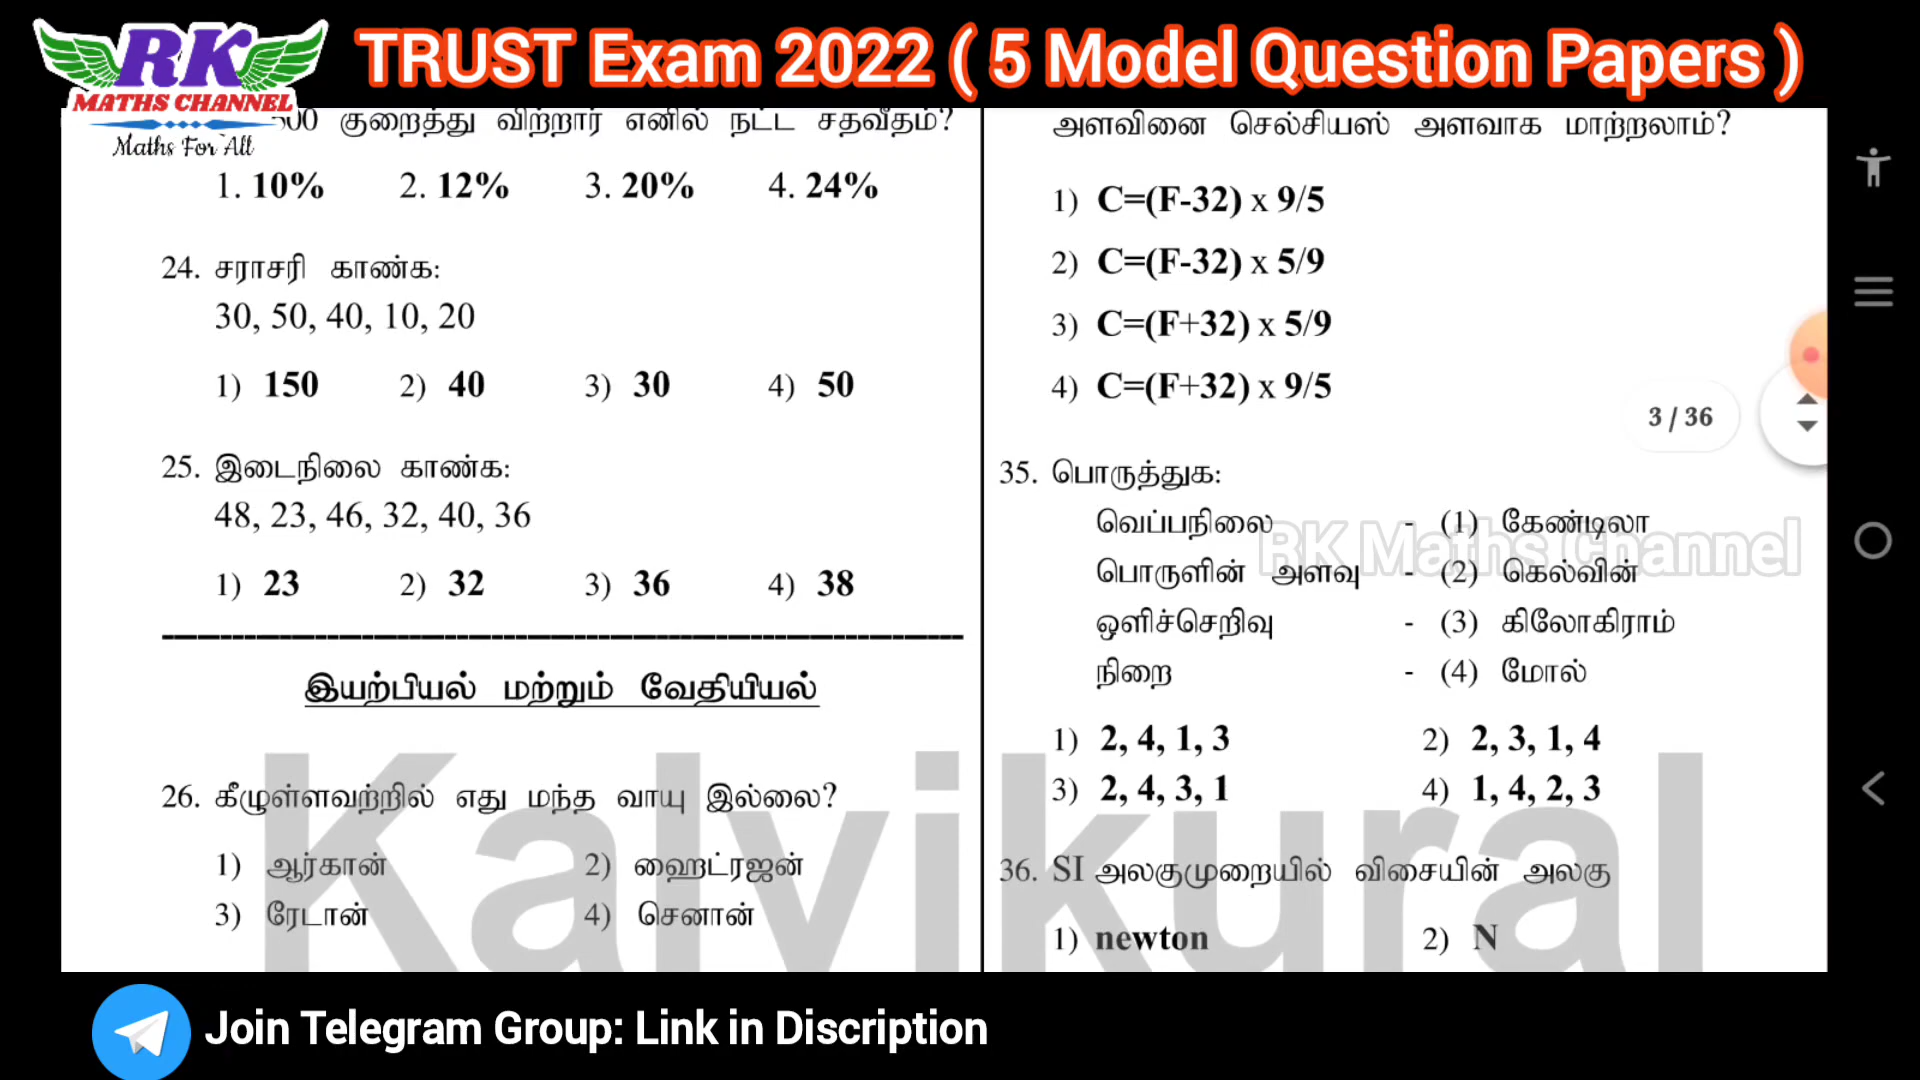 RK
MATHS CHANNEL
Maths For All
TRUST Exam 2022 ( 5 Model Question Papers )
குறைத்து விற்றார் எனில் நட்ட சதவீதம்?
1. 10% 2. 12% 3. 20% 4. 24%
24. சராசரி காண்க:
30, 50, 40, 10, 20
1) 150 2) 40 3) 30 4) 50
25. இடைநிலை காண்க:
48, 23, 46, 32, 40, 36
1) 23 2) 32 3) 36 4) 38
இயற்பியல் மற்றும் வேதியியல்
26. கீழுள்ளவற்றில் எது மந்த வாயு இல்லை?
1) ஆர்கான் 2) ஹைட்ரஜன்
3) ரேடான் 4) செனான்
அளவினை செல்சியஸ் அளவாக மாற்றலாம்?
1) C=(F-32) x 9/5
2) C=(F-32) x 5/9
3) C=(F+32) x 5/9
4) C=(F+32) x 9/5
3 / 36
35. பொருத்துக:
வெப்பநிலை - (1) கேண்டிலா
பொருளின் அளவு - (2) கெல்வின்
ஒளிச்செறிவு - (3) கிலோகிராம்
நிறை - (4) மோல்
RK Maths Channel
1) 2, 4, 1, 3 2) 2, 3, 1, 4
3) 2, 4, 3, 1 4) 1, 4, 2, 3
36. SI அலகுமுறையில் விசையின் அலகு
1) newton 2) N
Kalvikural
Join Telegram Group: Link in Discription